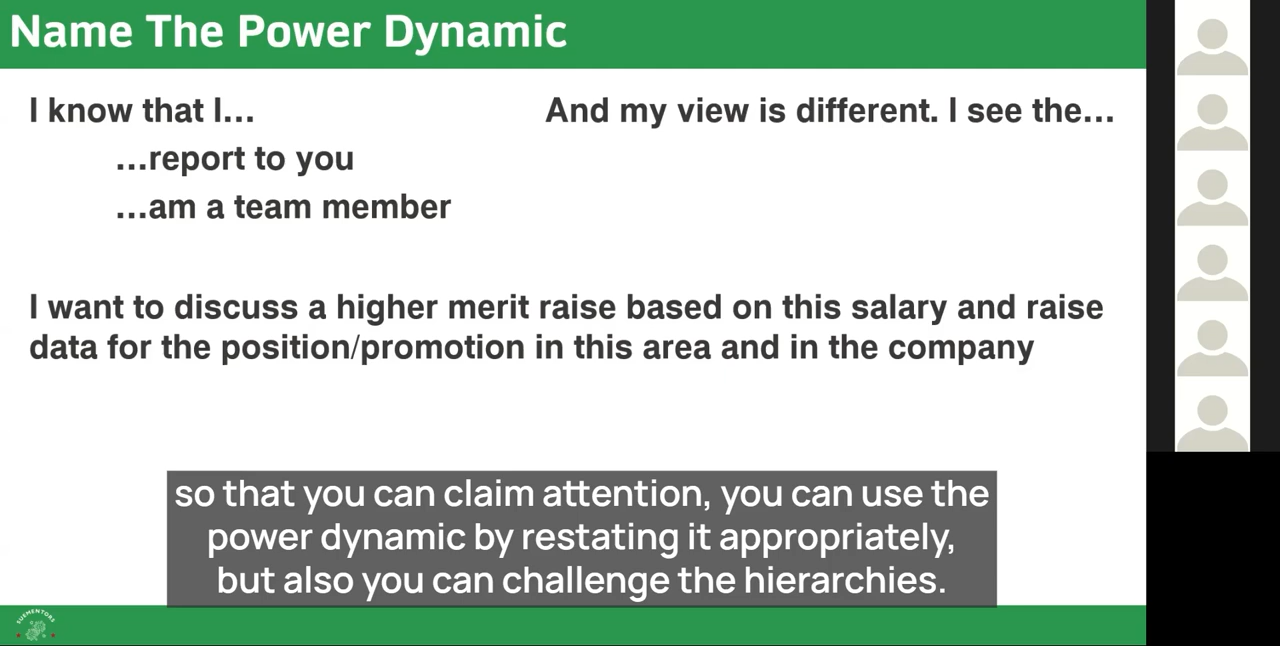 Name The Power Dynamic
I know that I...
And my view is different. I see the...
...report to you
...am a team member
I want to discuss a higher merit raise based on this salary and raise
data for the position/promotion in this area and in the company
so that you can claim attention, you can use the
power dynamic by restating it appropriately,
but also you can challenge the hierarchies.
SUEMENTORS